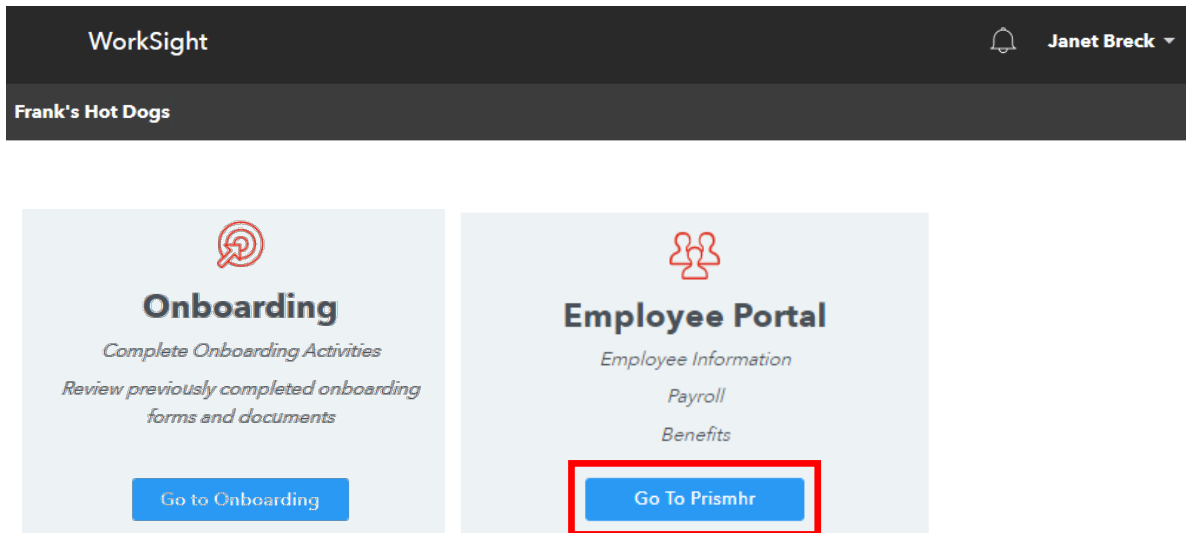 WorkSight
Janet Breck
Frank's Hot Dogs
Onboarding
Complete Onboarding Activities
Review previously completed onboarding
forms and documents
Go to Onboarding
Employee Portal
Employee Information
Payroll
Benefits
Go To Prismhr